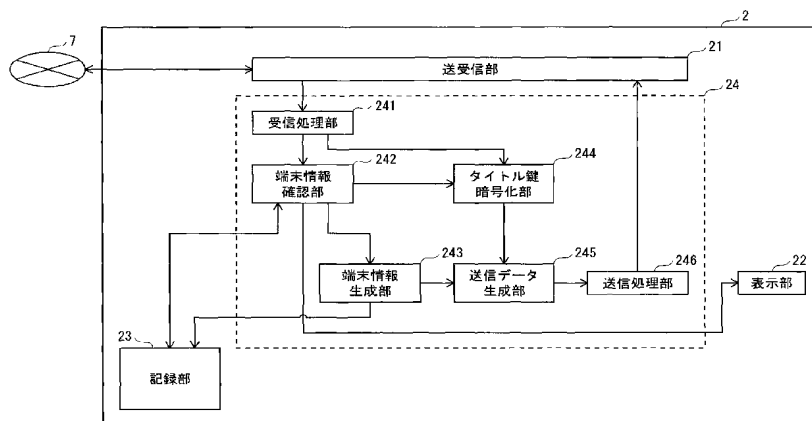 2
7
21
送受信部
24
241
受信処理部
242
端末情報
確認部
244
タイトル鍵
暗号化部
243
端末情報
生成部
245
送信データ
生成部
246
送信処理部
22
表示部
23
記録部